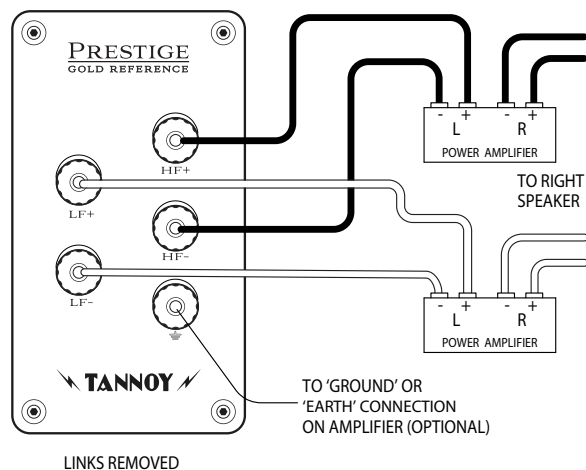 PRESTIGE
GOLD REFERENCE
HF+
LF+
HF-
LF-
TANNOY
LINKS REMOVED
- +
L
- +
R
POWER AMPLIFIER
TO RIGHT
SPEAKER
- +
L
- +
R
POWER AMPLIFIER
TO ‘GROUND’ OR
‘EARTH’ CONNECTION
ON AMPLIFIER (OPTIONAL)